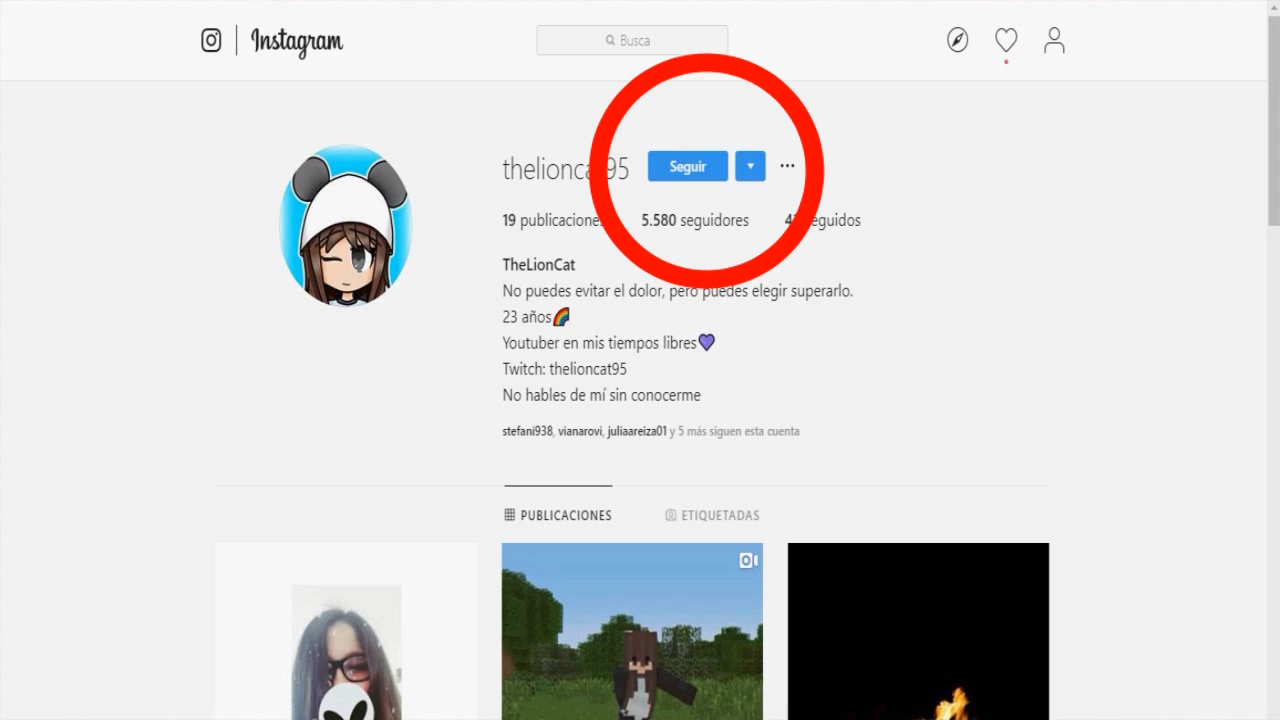 Instagram
Busca
thelioncat95 Seguir
19 publicaciones 5.580 seguidores seguidos
TheLionCat
No puedes evitar el dolor, pero puedes elegir superarlo.
23 años🌈
Youtuber en mis tiempos libres💜
Twitch: thelioncat95
No hables de mí sin conocerme
stefani938, vianarovi, juliaareiza01 y 5 más siguen esta cuenta
PUBLICACIONES ETIQUETADAS